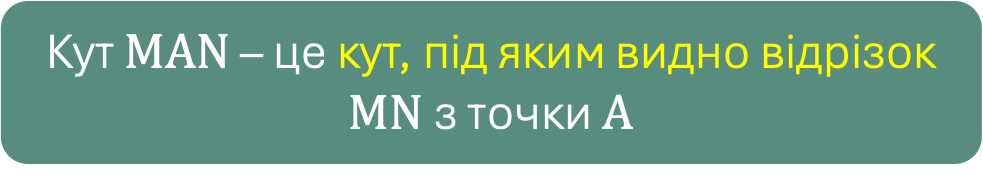 Кут MAN – це кут, під яким видно відрізок
MN з точки A